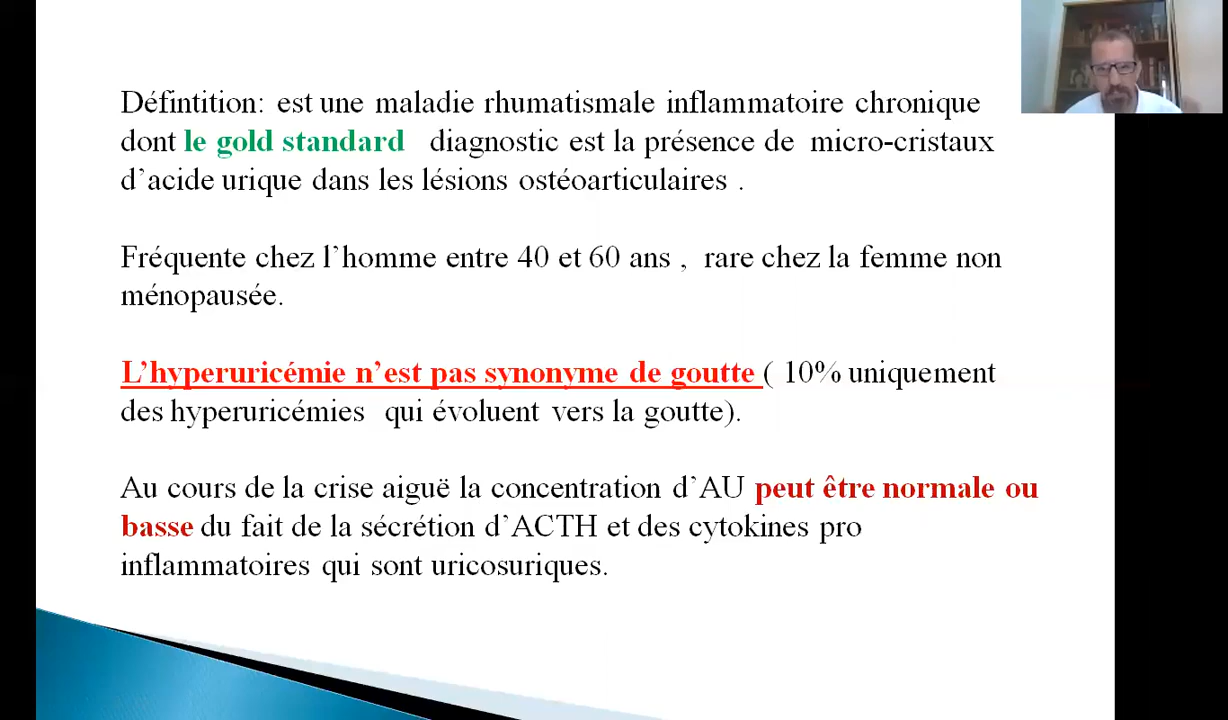 Défintition: est une maladie rhumatismale inflammatoire chronique
dont le gold standard diagnostic est la présence de micro-cristaux
d’acide urique dans les lésions ostéoarticulaires .
Fréquente chez l’homme entre 40 et 60 ans , rare chez la femme non
ménopausée.
L’hyperuricémie n’est pas synonyme de goutte ( 10% uniquement
des hyperuricémies qui évoluent vers la goutte).
Au cours de la crise aiguë la concentration d’AU peut être normale ou
basse du fait de la sécrétion d’ACTH et des cytokines pro
inflammatoires qui sont uricosuriques.